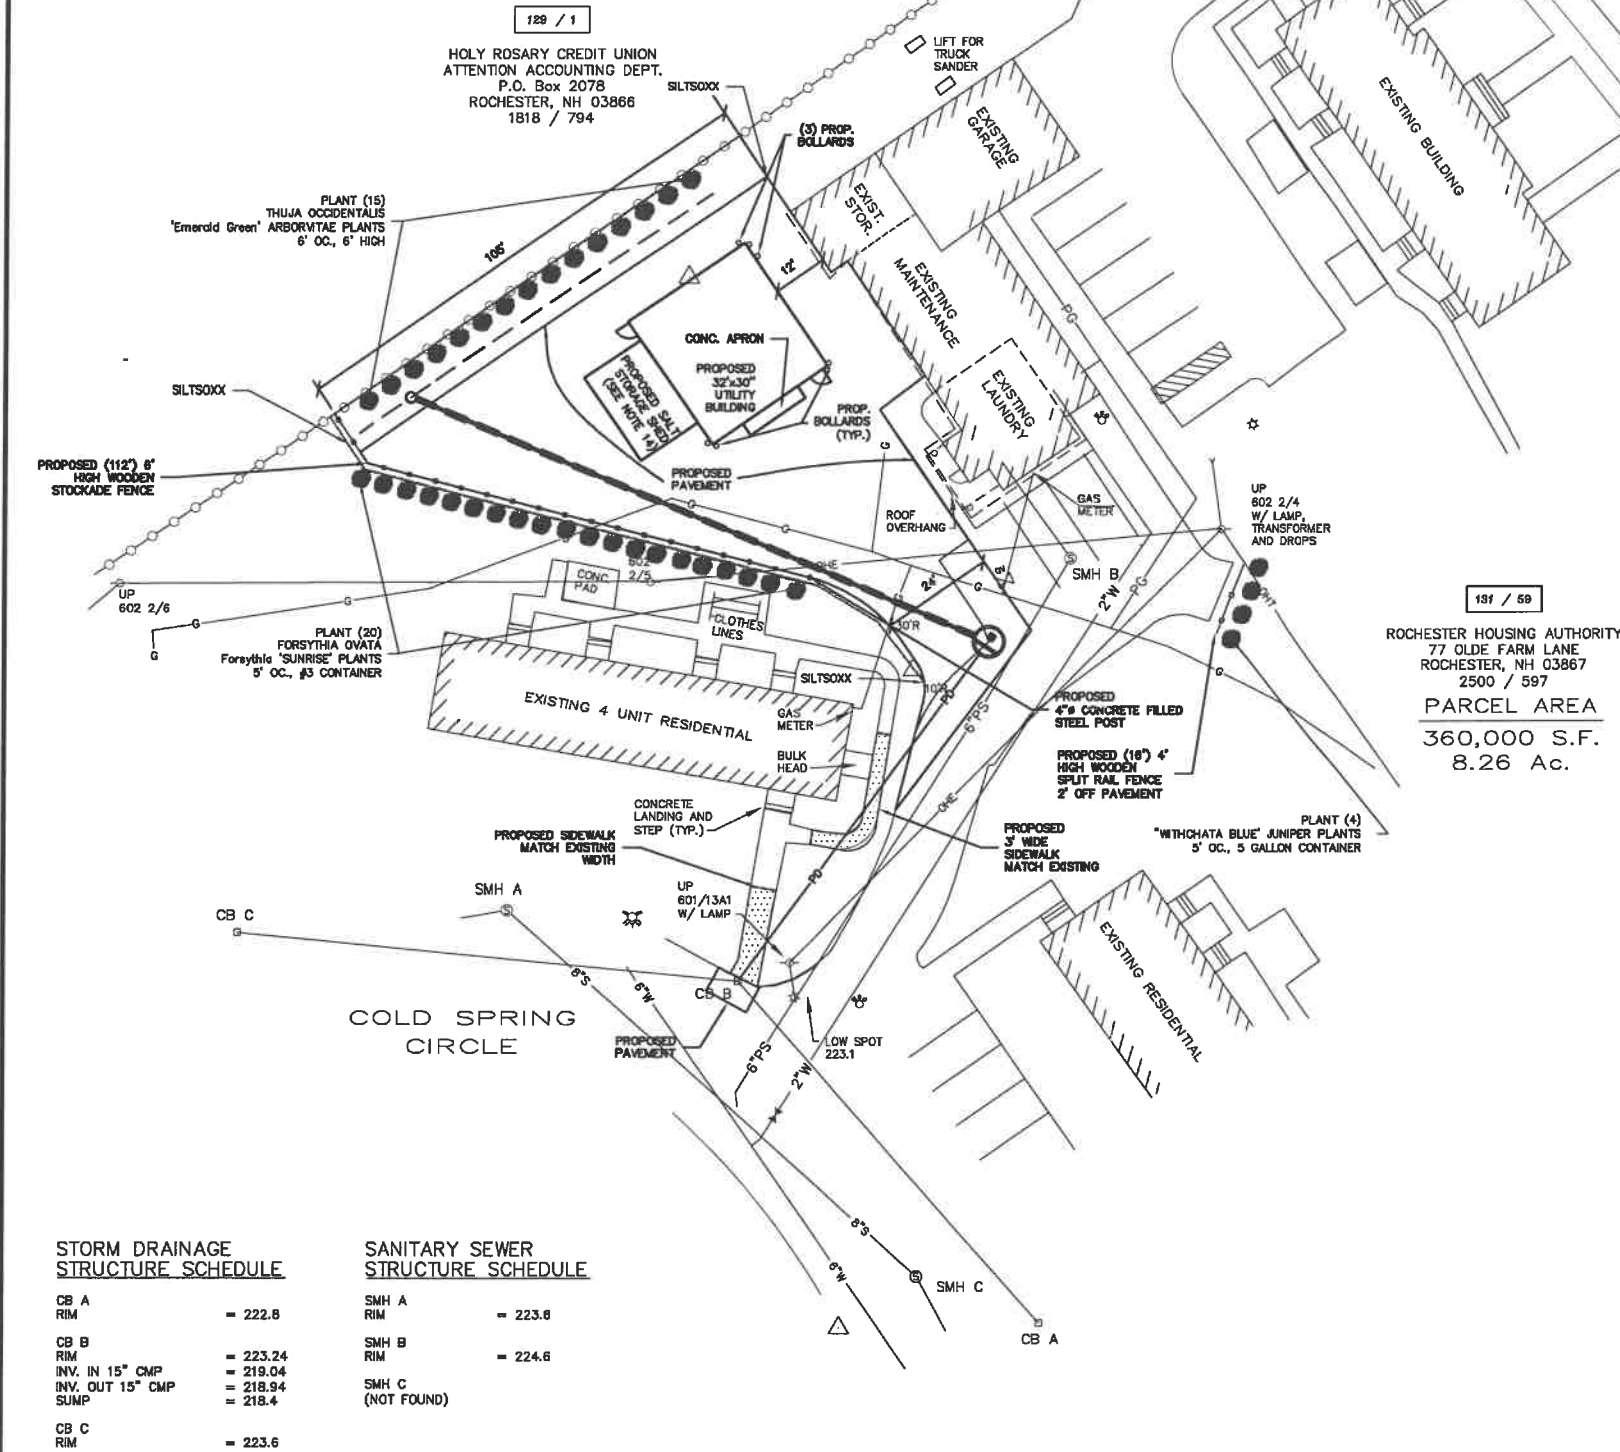 129 / 1
HOLY ROSARY CREDIT UNION
ATTENTION ACCOUNTING DEPT.
P.O. Box 2078
ROCHESTER, NH 03866
1818 / 794
SILTSOXX
LIFT FOR
TRUCK
SANDER
(3) PROP.
BOLLARDS
EXISTING
GARAGE
EXISTING BUILDING
EXIST.
STOR.
PLANT (15)
THUJA OCCIDENTALIS
'Emerald Green' ARBORVITAE PLANTS
6' OC., 6' HIGH
105'
12'
EXISTING
MAINTENANCE
PG
CONC. APRON
PROPOSED
32'x30"
UTILITY
BUILDING
PROPOSED SALT
STORAGE SHED
(SEE NOTE 14)
EXISTING
LAUNDRY
SILTSOXX
PROP.
BOLLARDS
(TYP.)
G
PROPOSED (112') 6'
HIGH WOODEN
STOCKADE FENCE
PROPOSED
PAVEMENT
G
G
ROOF
OVERHANG
GAS
METER
UP
602 2/4
W/ LAMP,
TRANSFORMER
AND DROPS
G
602
2/5
OHE
CONC.
PAD
SMH B
24'
G
2"W
PG
OHT
UP
602 2/6
G
G
G
CLOTHES
LINES
30'R
131 / 59
ROCHESTER HOUSING AUTHORITY
77 OLDE FARM LANE
ROCHESTER, NH 03867
2500 / 597
PARCEL AREA
360,000 S.F.
8.26 Ac.
PLANT (20)
FORSYTHIA OVATA
Forsythia 'SUNRISE' PLANTS
5' OC., #3 CONTAINER
SILTSOXX
10'R
PD
G
EXISTING 4 UNIT RESIDENTIAL
GAS
METER
6"PS
PROPOSED
4"ø CONCRETE FILLED
STEEL POST
BULK
HEAD
PROPOSED (16') 4'
HIGH WOODEN
SPLIT RAIL FENCE
2' OFF PAVEMENT
OHE
CONCRETE
LANDING AND
STEP (TYP.)
PROPOSED SIDEWALK
MATCH EXISTING
WIDTH
PROPOSED
3' WIDE
SIDEWALK
MATCH EXISTING
PLANT (4)
"WITHCHATA BLUE" JUNIPER PLANTS
5' OC., 5 GALLON CONTAINER
PD
SMH A
CB C
UP
601/13A1
W/ LAMP
EXISTING RESIDENTIAL
8"S
6"W
CB B
COLD SPRING
CIRCLE
PROPOSED
PAVEMENT
LOW SPOT
223.1
6"PS
2"W
8"S
6"W
SMH C
CB A
STORM DRAINAGE
STRUCTURE SCHEDULE
CB A
RIM = 222.8
CB B
RIM = 223.24
INV. IN 15" CMP = 219.04
INV. OUT 15" CMP = 218.94
SUMP = 218.4
CB C
RIM = 223.6
SANITARY SEWER
STRUCTURE SCHEDULE
SMH A
RIM = 223.8
SMH B
RIM = 224.6
SMH C
(NOT FOUND)